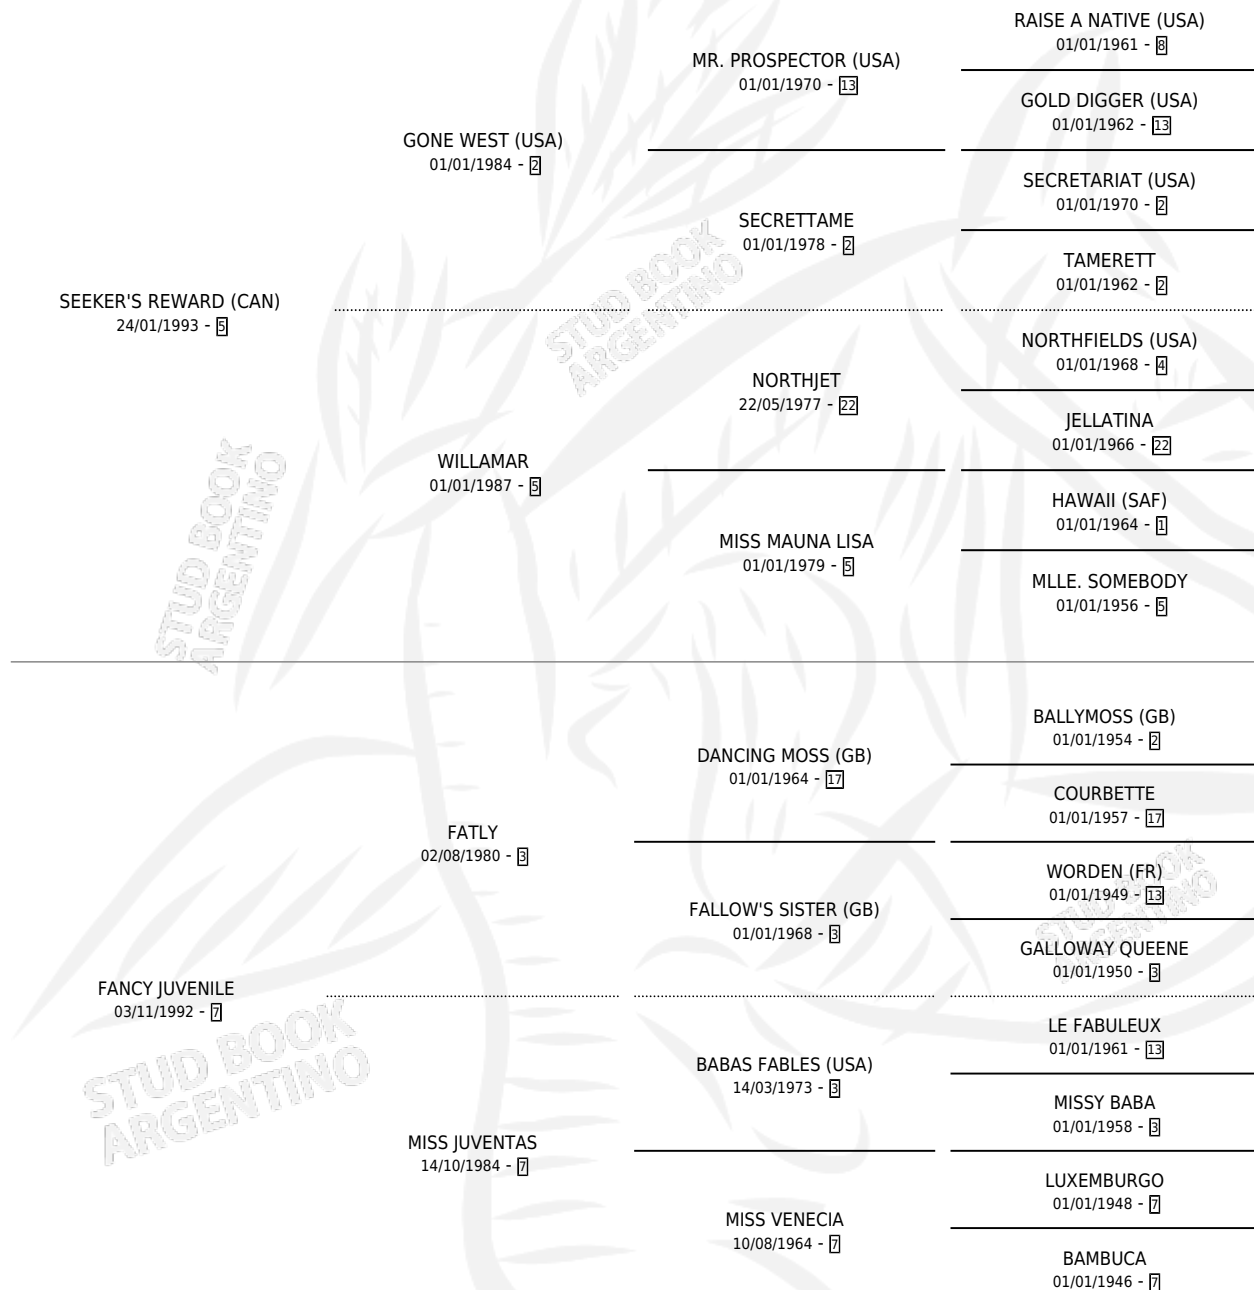 RAISE A NATIVE (USA)
01/01/1961 - 8
MR. PROSPECTOR (USA)
01/01/1970 - 13
GOLD DIGGER (USA)
01/01/1962 - 13
GONE WEST (USA)
01/01/1984 - 2
SECRETARIAT (USA)
01/01/1970 - 2
SECRETTAME
01/01/1978 - 2
TAMERETT
01/01/1962 - 2
SEEKER'S REWARD (CAN)
24/01/1993 - 5
NORTHFIELDS (USA)
01/01/1968 - 4
NORTHJET
22/05/1977 - 22
JELLATINA
01/01/1966 - 22
WILLAMAR
01/01/1987 - 5
HAWAII (SAF)
01/01/1964 - 1
MISS MAUNA LISA
01/01/1979 - 5
MLLE. SOMEBODY
01/01/1956 - 5
BALLYMOSS (GB)
01/01/1954 - 2
DANCING MOSS (GB)
01/01/1964 - 17
COURBETTE
01/01/1957 - 17
FATLY
02/08/1980 - 3
WORDEN (FR)
01/01/1949 - 13
FALLOW'S SISTER (GB)
01/01/1968 - 3
GALLOWAY QUEENE
01/01/1950 - 3
FANCY JUVENILE
03/11/1992 - 7
LE FABULEUX
01/01/1961 - 13
BABAS FABLES (USA)
14/03/1973 - 3
MISSY BABA
01/01/1958 - 3
MISS JUVENTAS
14/10/1984 - 7
LUXEMBURGO
01/01/1948 - 7
MISS VENECIA
10/08/1964 - 7
BAMBUCA
01/01/1946 - 7
STUD BOOK
ARGENTINO
STUD BOOK
ARGENTINO
STUD BOOK
ARGENTINO
STUD BOOK
ARGENTINO